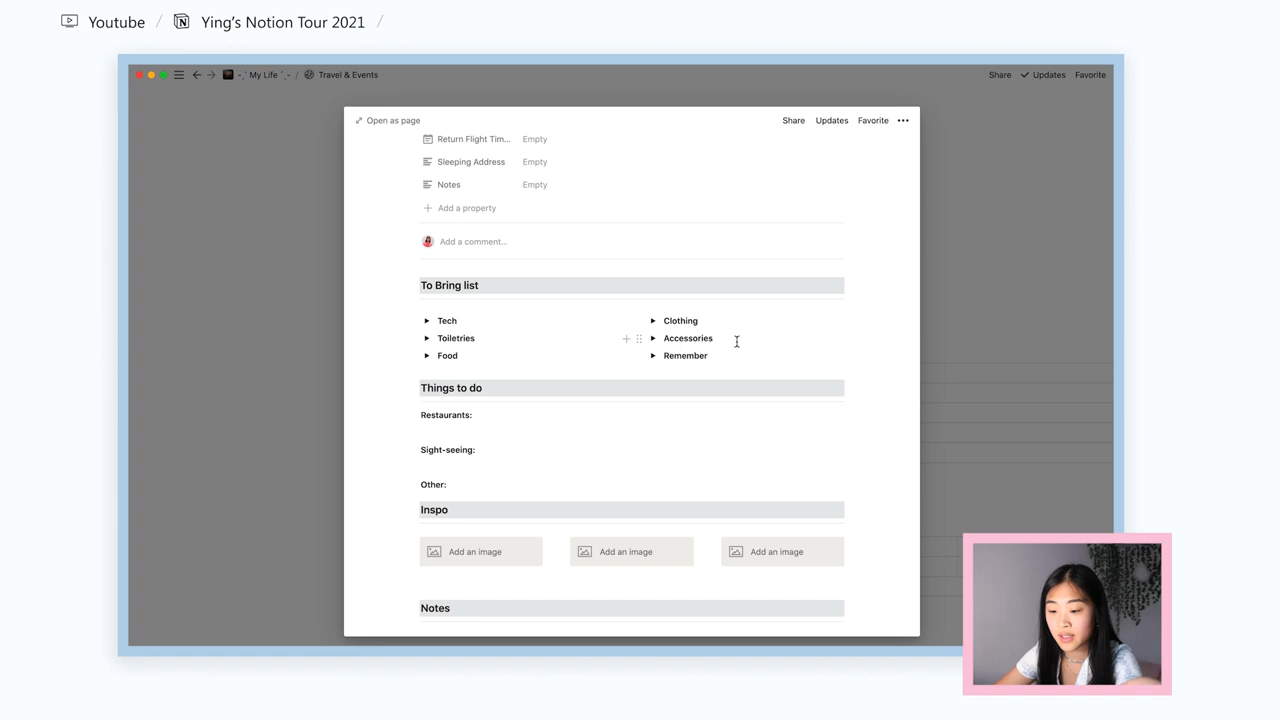 Youtube / Ying's Notion Tour 2021 /
-ˎˊ My Life ˊˎ- / Travel & Events
Share Updates Favorite
Open as page
Share Updates Favorite
Return Flight Tim... Empty
Sleeping Address Empty
Notes Empty
Add a property
Add a comment...
To Bring list
Tech
Toiletries
Food
Clothing
Accessories
Remember
Things to do
Restaurants:
Sight-seeing:
Other:
Inspo
Add an image
Add an image
Add an image
Notes